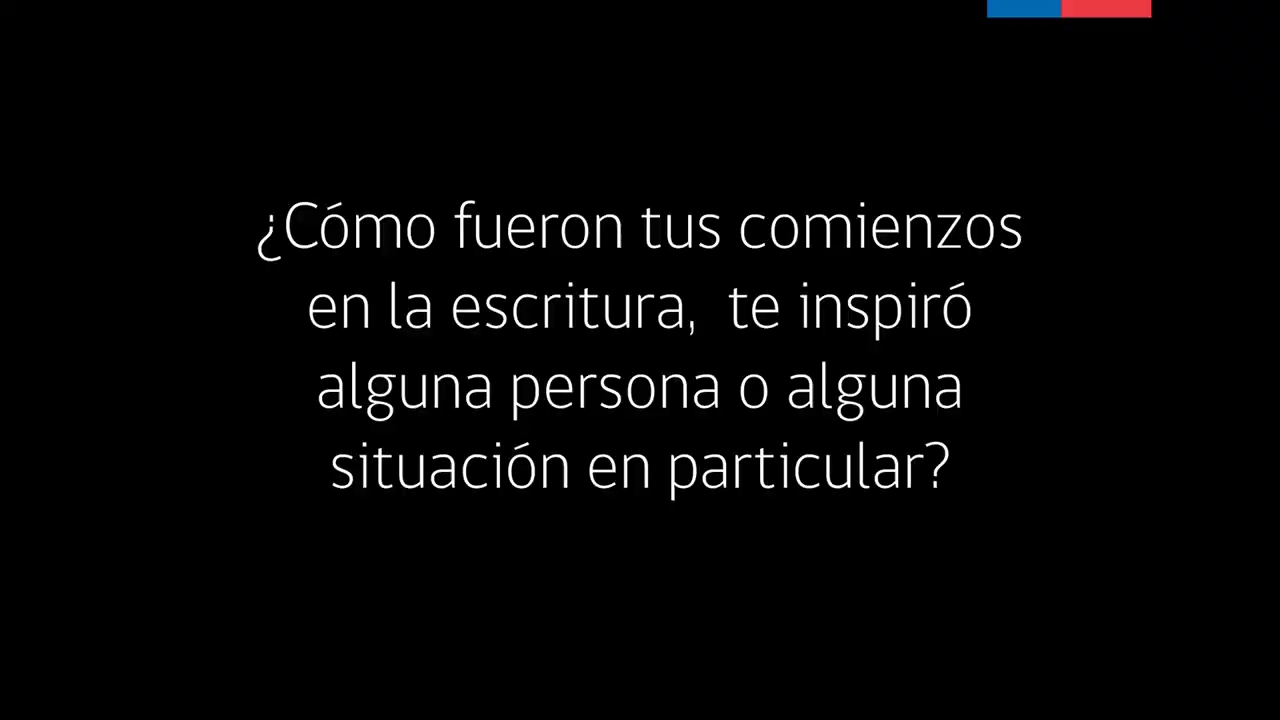 ¿Cómo fueron tus comienzos
en la escritura,  te inspiró
alguna persona o alguna
situación en particular?